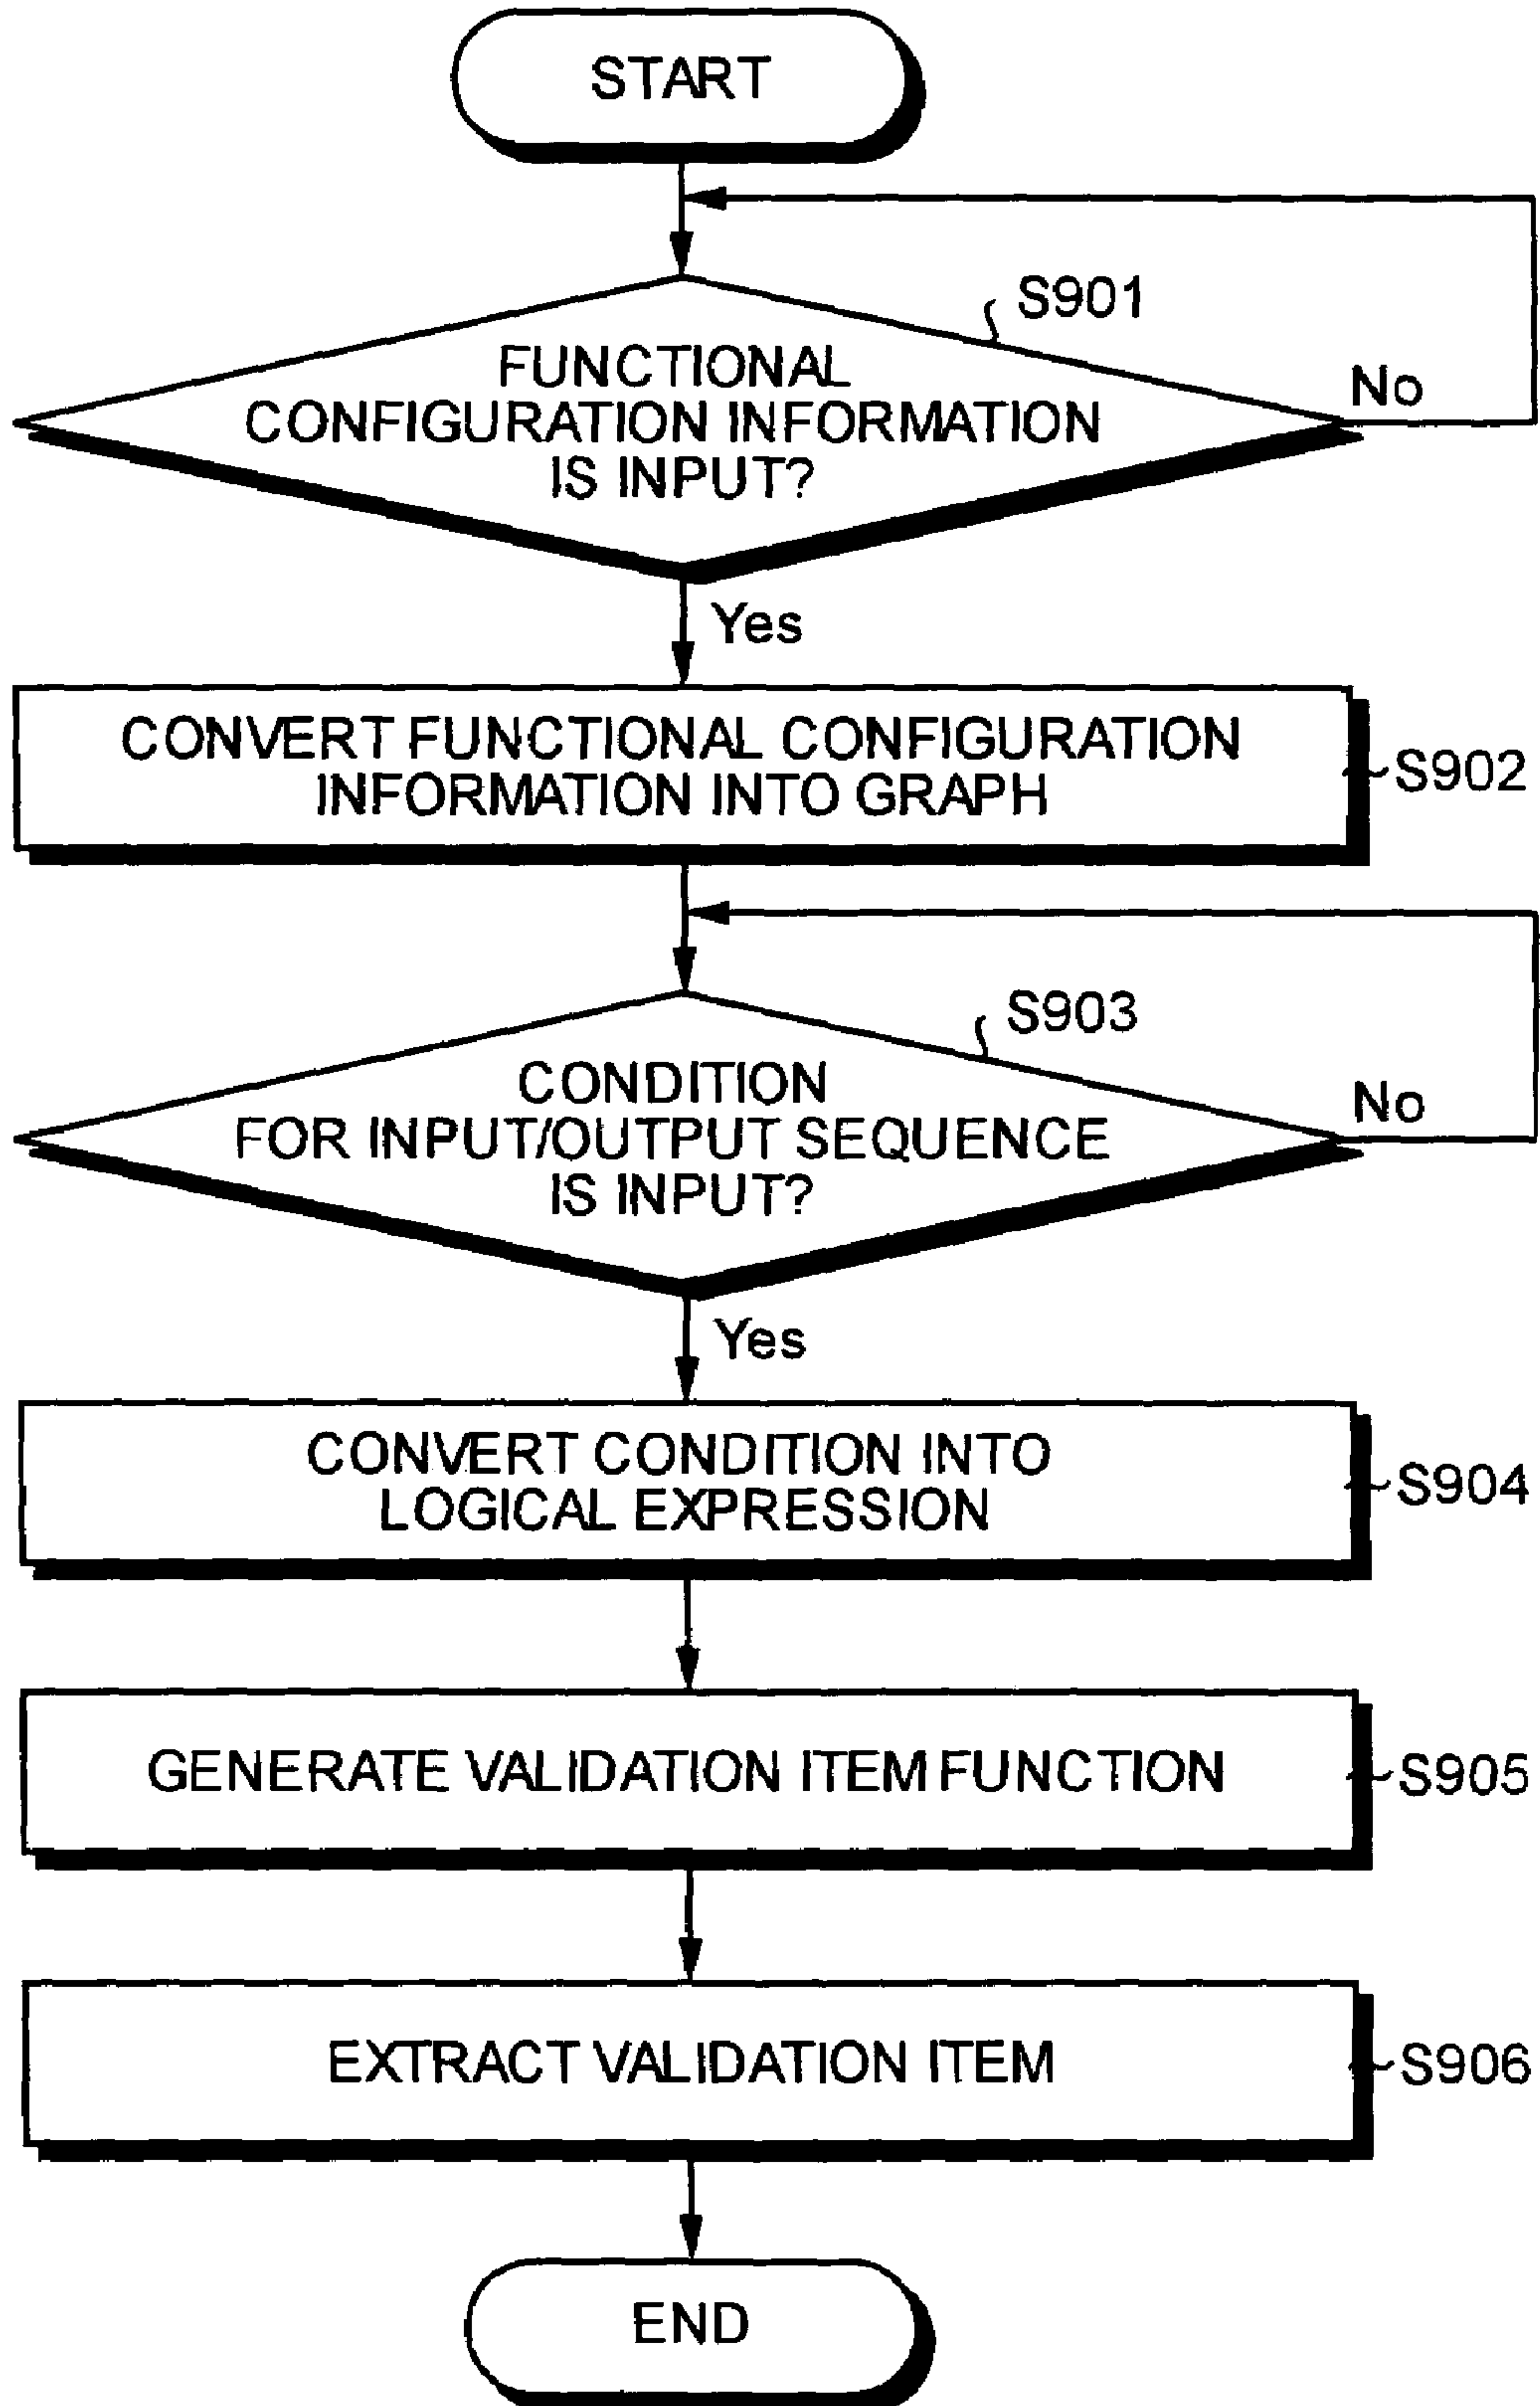 START
S901
FUNCTIONAL
CONFIGURATION INFORMATION
IS INPUT?
No
Yes
CONVERT FUNCTIONAL CONFIGURATION
INFORMATION INTO GRAPH
S902
S903
CONDITION
FOR INPUT/OUTPUT SEQUENCE
IS INPUT?
No
Yes
CONVERT CONDITION INTO
LOGICAL EXPRESSION
S904
GENERATE VALIDATION ITEM FUNCTION
S905
EXTRACT VALIDATION ITEM
S906
END